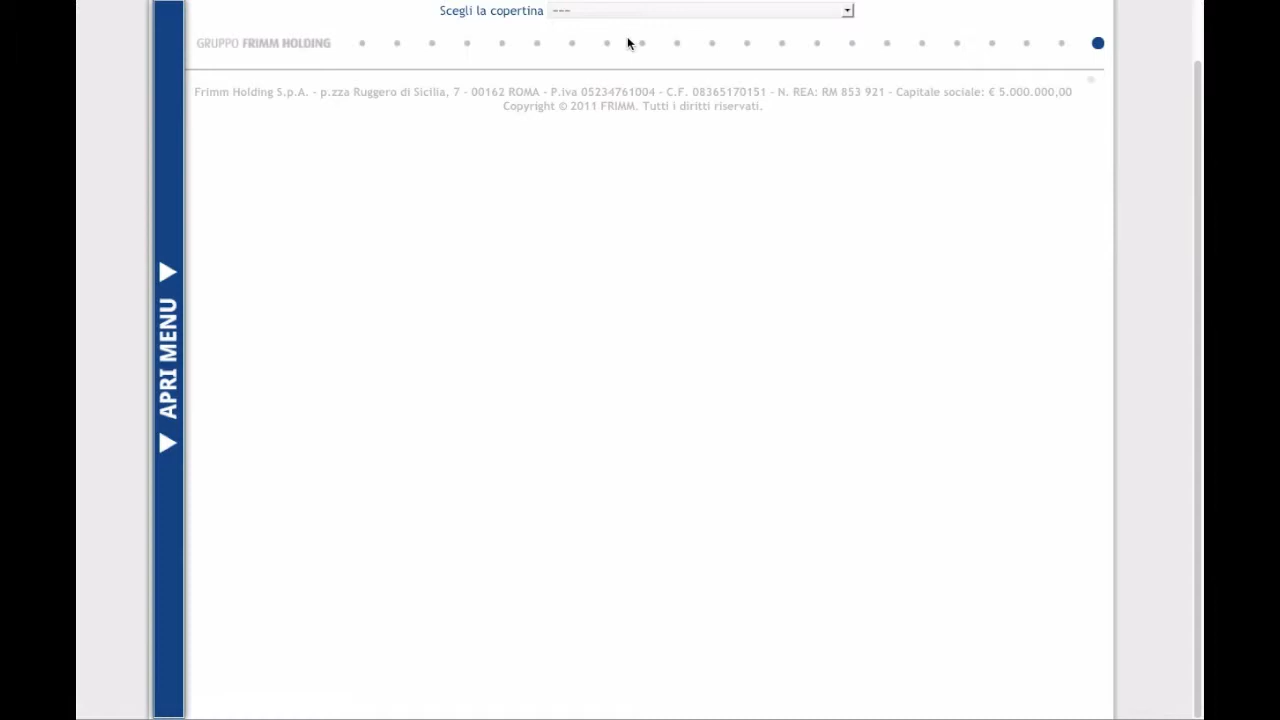 Scegli la copertina ---
GRUPPO FRIMM HOLDING
Frimm Holding S.p.A. - p.zza Ruggero di Sicilia, 7 - 00162 ROMA - P.iva 05234761004 - C.F. 08365170151 - N. REA: RM 853 921 - Capitale sociale: € 5.000.000,00
Copyright © 2011 FRIMM. Tutti i diritti riservati.
APRI MENU